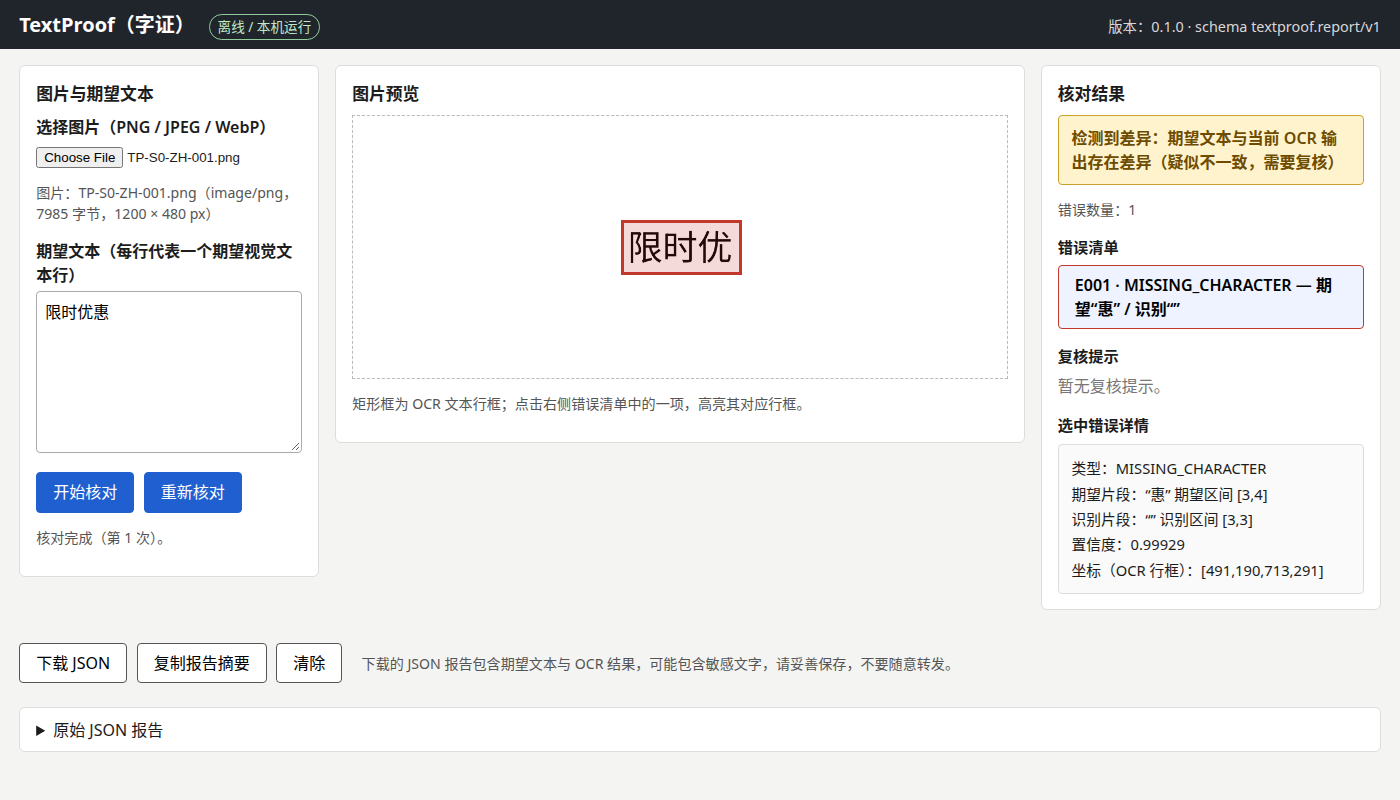 TextProof（字证）
离线 / 本机运行
版本：0.1.0 · schema textproof.report/v1
图片与期望文本
选择图片（PNG / JPEG / WebP）
Choose File TP-S0-ZH-001.png
图片：TP-S0-ZH-001.png（image/png，
7985 字节，1200 × 480 px）
期望文本（每行代表一个期望视觉文
本行）
限时优惠
开始核对
重新核对
核对完成（第 1 次）。
图片预览
限时优
矩形框为 OCR 文本行框；点击右侧错误清单中的一项，高亮其对应行框。
核对结果
检测到差异：期望文本与当前 OCR 输
出存在差异（疑似不一致，需要复核）
错误数量：1
错误清单
E001 · MISSING_CHARACTER — 期
望“惠” / 识别“”
复核提示
暂无复核提示。
选中错误详情
类型：MISSING_CHARACTER
期望片段：“惠” 期望区间 [3,4]
识别片段：“” 识别区间 [3,3]
置信度：0.99929
坐标（OCR 行框）：[491,190,713,291]
下载 JSON
复制报告摘要
清除
下载的 JSON 报告包含期望文本与 OCR 结果，可能包含敏感文字，请妥善保存，不要随意转发。
▶ 原始 JSON 报告